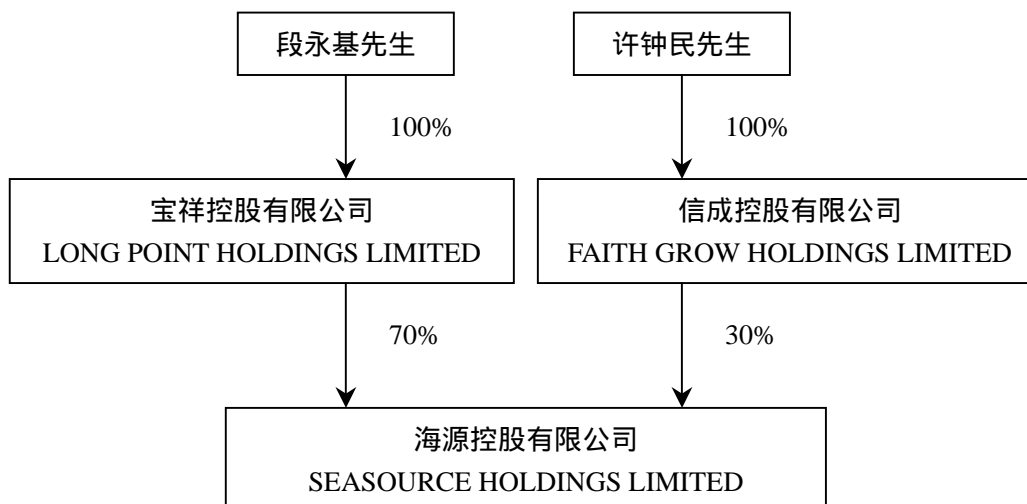 段永基先生
许钟民先生
100%
100%
宝祥控股有限公司
LONG POINT HOLDINGS LIMITED
信成控股有限公司
FAITH GROW HOLDINGS LIMITED
70%
30%
海源控股有限公司
SEASOURCE HOLDINGS LIMITED